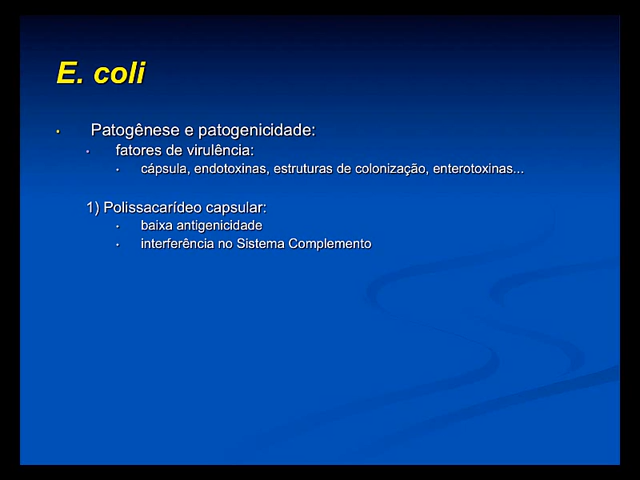 E. coli
• Patogênese e patogenicidade:
• fatores de virulência:
• cápsula, endotoxinas, estruturas de colonização, enterotoxinas...
1) Polissacarídeo capsular:
• baixa antigenicidade
• interferência no Sistema Complemento